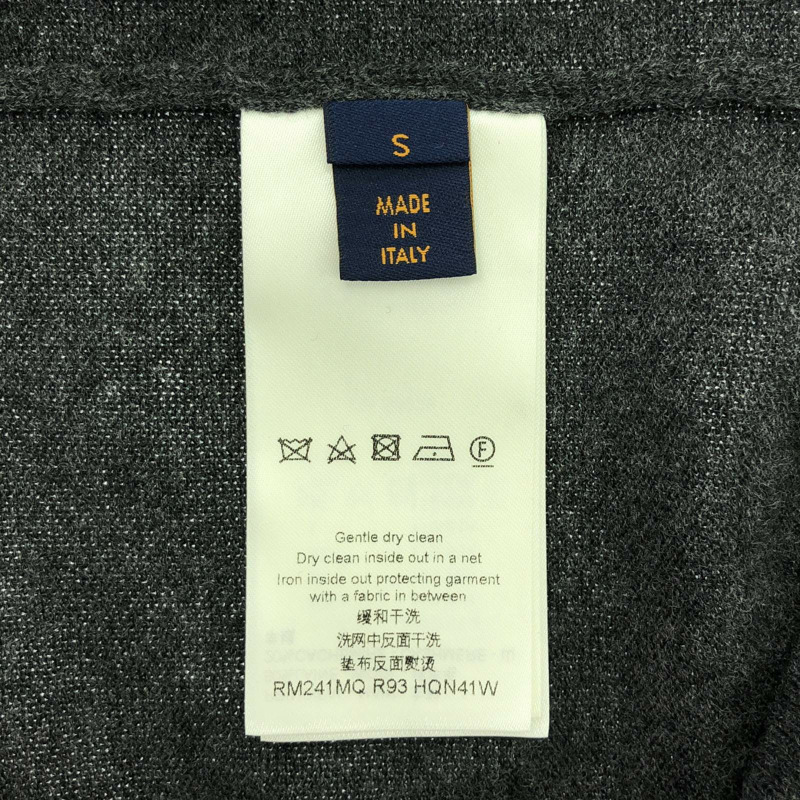 S
MADE
IN
ITALY
F
Gentle dry clean
Dry clean inside out in a net
Iron inside out protecting garment
with a fabric in between
缓和干洗
洗网中反面干洗
垫布反面熨烫
RM241MQ R93 HQN41W